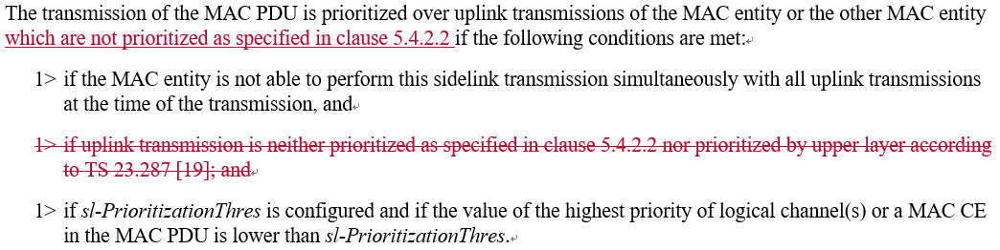 The transmission of the MAC PDU is prioritized over uplink transmissions of the MAC entity or the other MAC entity
which are not prioritized as specified in clause 5.4.2.2 if the following conditions are met:
1> if the MAC entity is not able to perform this sidelink transmission simultaneously with all uplink transmissions
at the time of the transmission, and
1> if uplink transmission is neither prioritized as specified in clause 5.4.2.2 nor prioritized by upper layer according
to TS 23.287 [19]; and
1> if sl-PrioritizationThres is configured and if the value of the highest priority of logical channel(s) or a MAC CE
in the MAC PDU is lower than sl-PrioritizationThres.